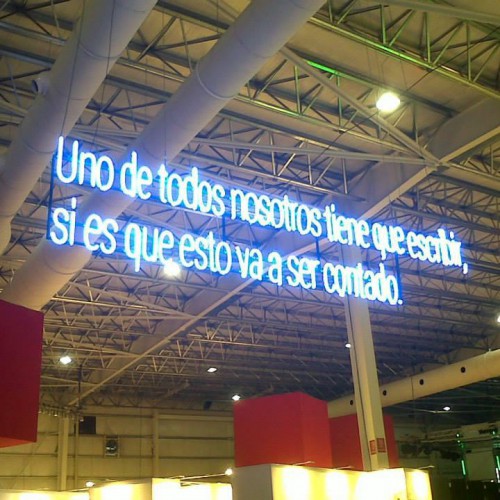 Uno de todos nosotros tiene que escribir,
si es que esto va a ser contado.